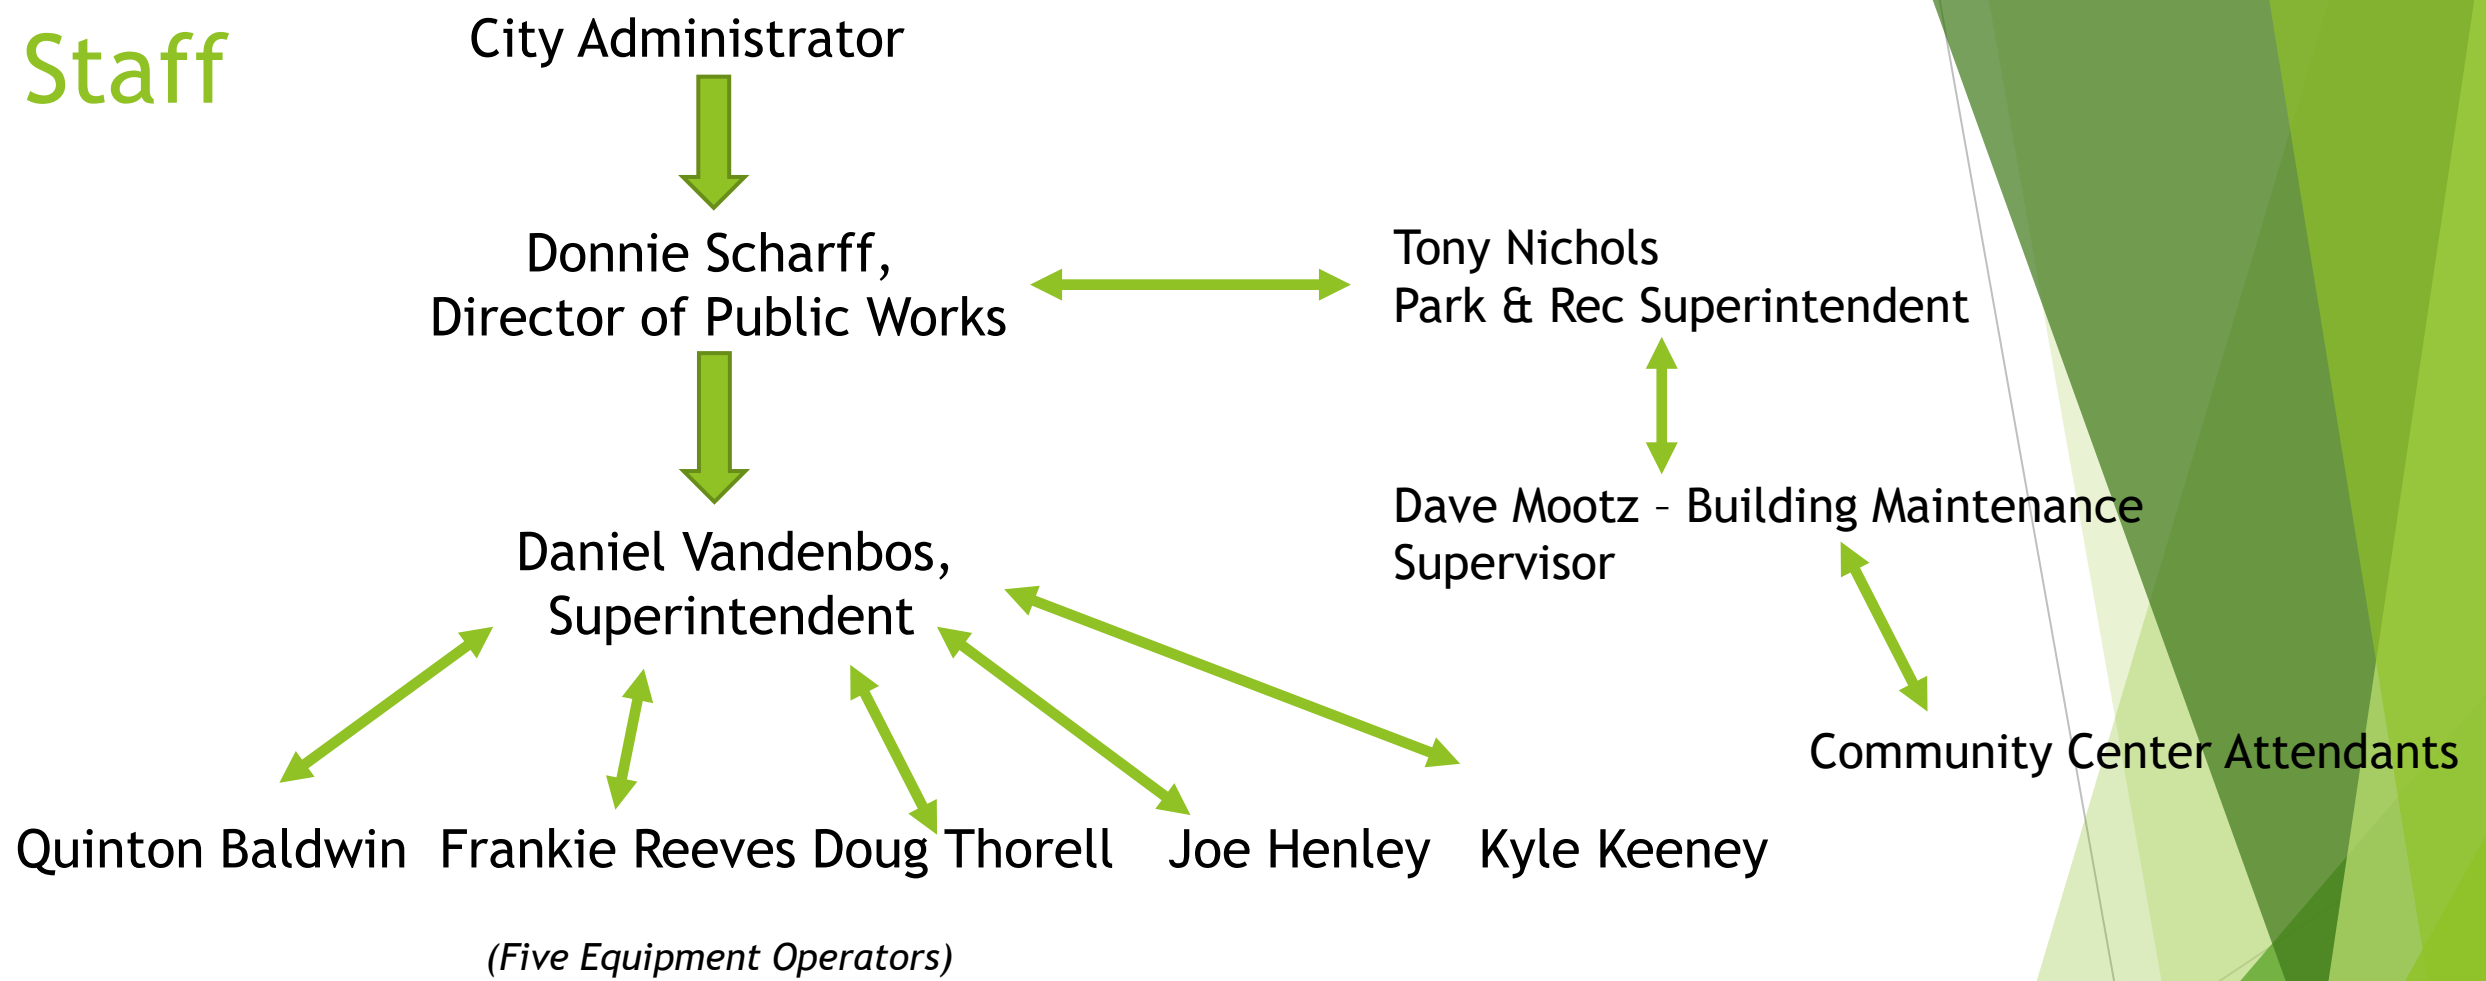 Staff
City Administrator
Donnie Scharff,
Director of Public Works
Tony Nichols
Park & Rec Superintendent
Daniel Vandenbos,
Superintendent
Dave Mootz – Building Maintenance
Supervisor
Community Center Attendants
Quinton Baldwin Frankie Reeves Doug Thorell Joe Henley Kyle Keeney
(Five Equipment Operators)